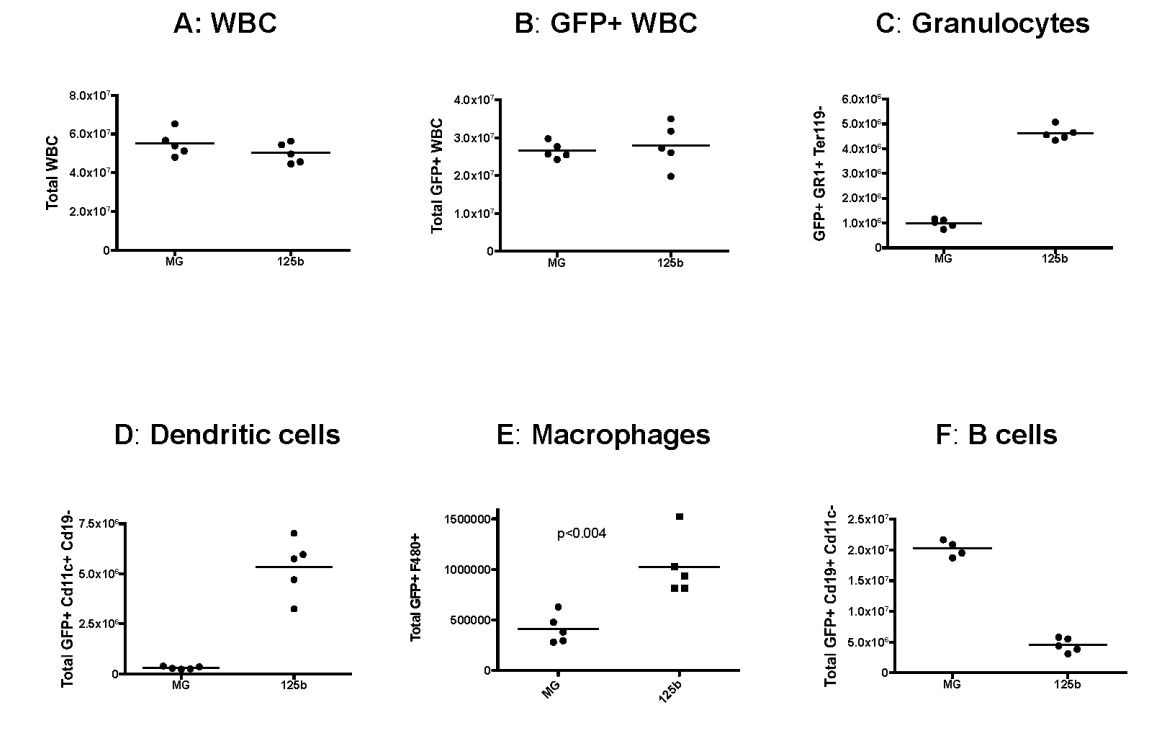 A: WBC
B: GFP+ WBC
C: Granulocytes
Total WBC
8.0x10⁷
6.0x10⁷
4.0x10⁷
2.0x10⁷
0
MG
125b
Total GFP+ WBC
4.0x10⁷
3.0x10⁷
2.0x10⁷
1.0x10⁷
0
MG
125b
GFP+ GR1+ Ter119-
6.0x10⁶
5.0x10⁶
4.0x10⁶
3.0x10⁶
2.0x10⁶
1.0x10⁶
0
MG
125b
D: Dendritic cells
E: Macrophages
F: B cells
Total GFP+ Cd11c+ Cd19-
7.5x10⁶
5.0x10⁶
2.5x10⁶
0
MG
125b
Total GFP+ F480+
1500000
1000000
500000
0
p<0.004
MG
125b
Total GFP+ Cd19+ Cd11c-
2.5x10⁷
2.0x10⁷
1.5x10⁷
1.0x10⁷
5.0x10⁶
0
MG
125b